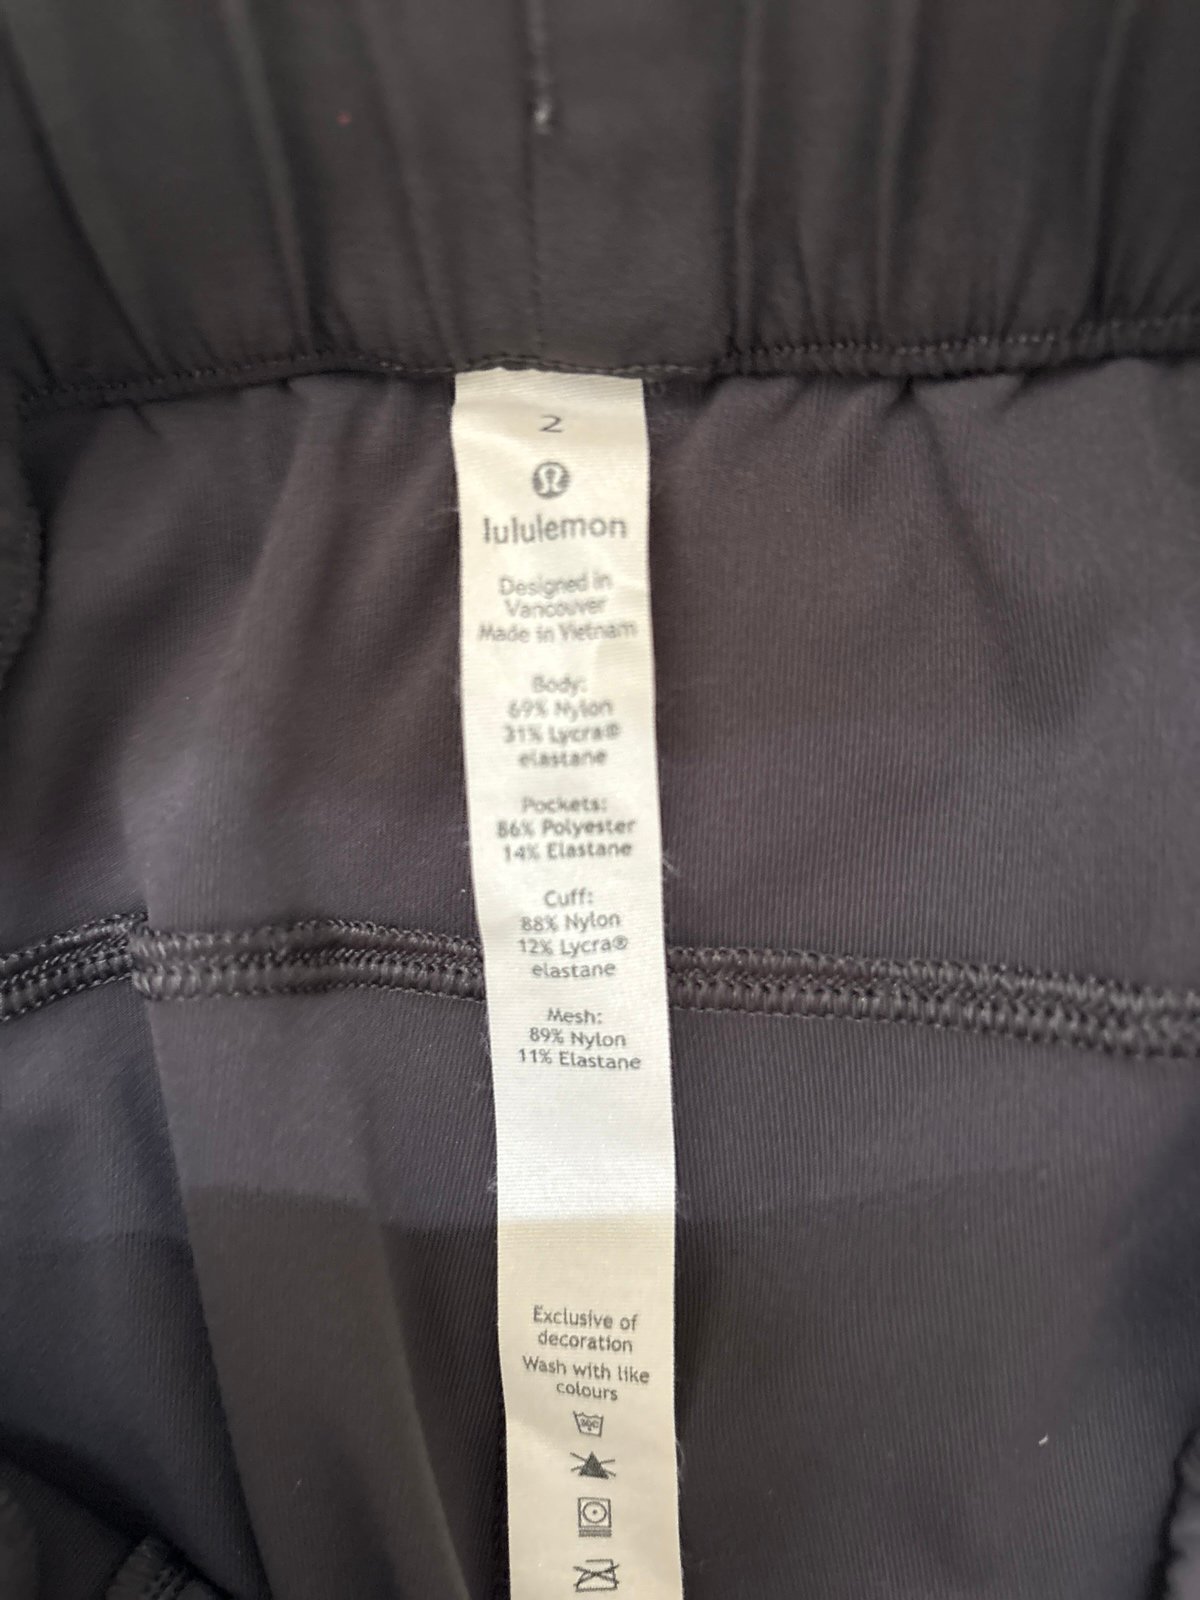 2
lululemon
Designed in
Vancouver
Made in Vietnam
Body:
69% Nylon
31% Lycra®
elastane
Pockets:
86% Polyester
14% Elastane
Cuff:
88% Nylon
12% Lycra®
elastane
Mesh:
89% Nylon
11% Elastane
Exclusive of
decoration
Wash with like
colours
30C